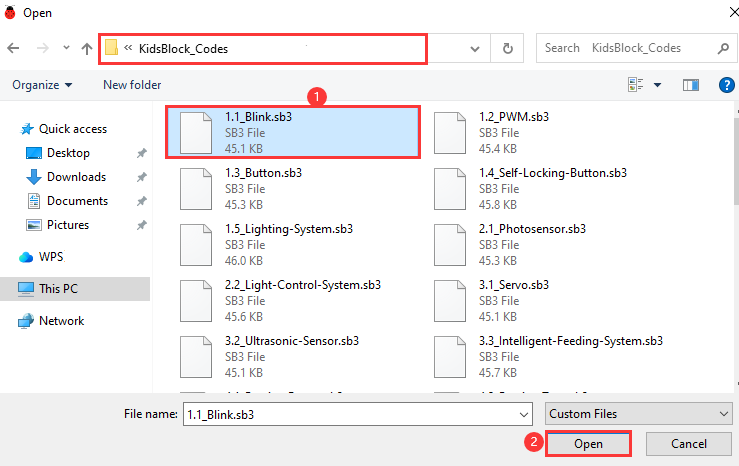 Open
KidsBlock_Codes
Search KidsBlock_Codes
Organize
New folder
1
Quick access
Desktop
Downloads
Documents
Pictures
WPS
This PC
Network
1.1_Blink.sb3
SB3 File
45.1 KB
1.2_PWM.sb3
SB3 File
45.4 KB
1.3_Button.sb3
SB3 File
45.3 KB
1.4_Self-Locking-Button.sb3
SB3 File
45.8 KB
1.5_Lighting-System.sb3
SB3 File
46.0 KB
2.1_Photosensor.sb3
SB3 File
45.3 KB
2.2_Light-Control-System.sb3
SB3 File
45.6 KB
3.1_Servo.sb3
SB3 File
45.1 KB
3.2_Ultrasonic-Sensor.sb3
SB3 File
45.1 KB
3.3_Intelligent-Feeding-System.sb3
SB3 File
45.7 KB
File name:
1.1_Blink.sb3
Custom Files
2
Open
Cancel